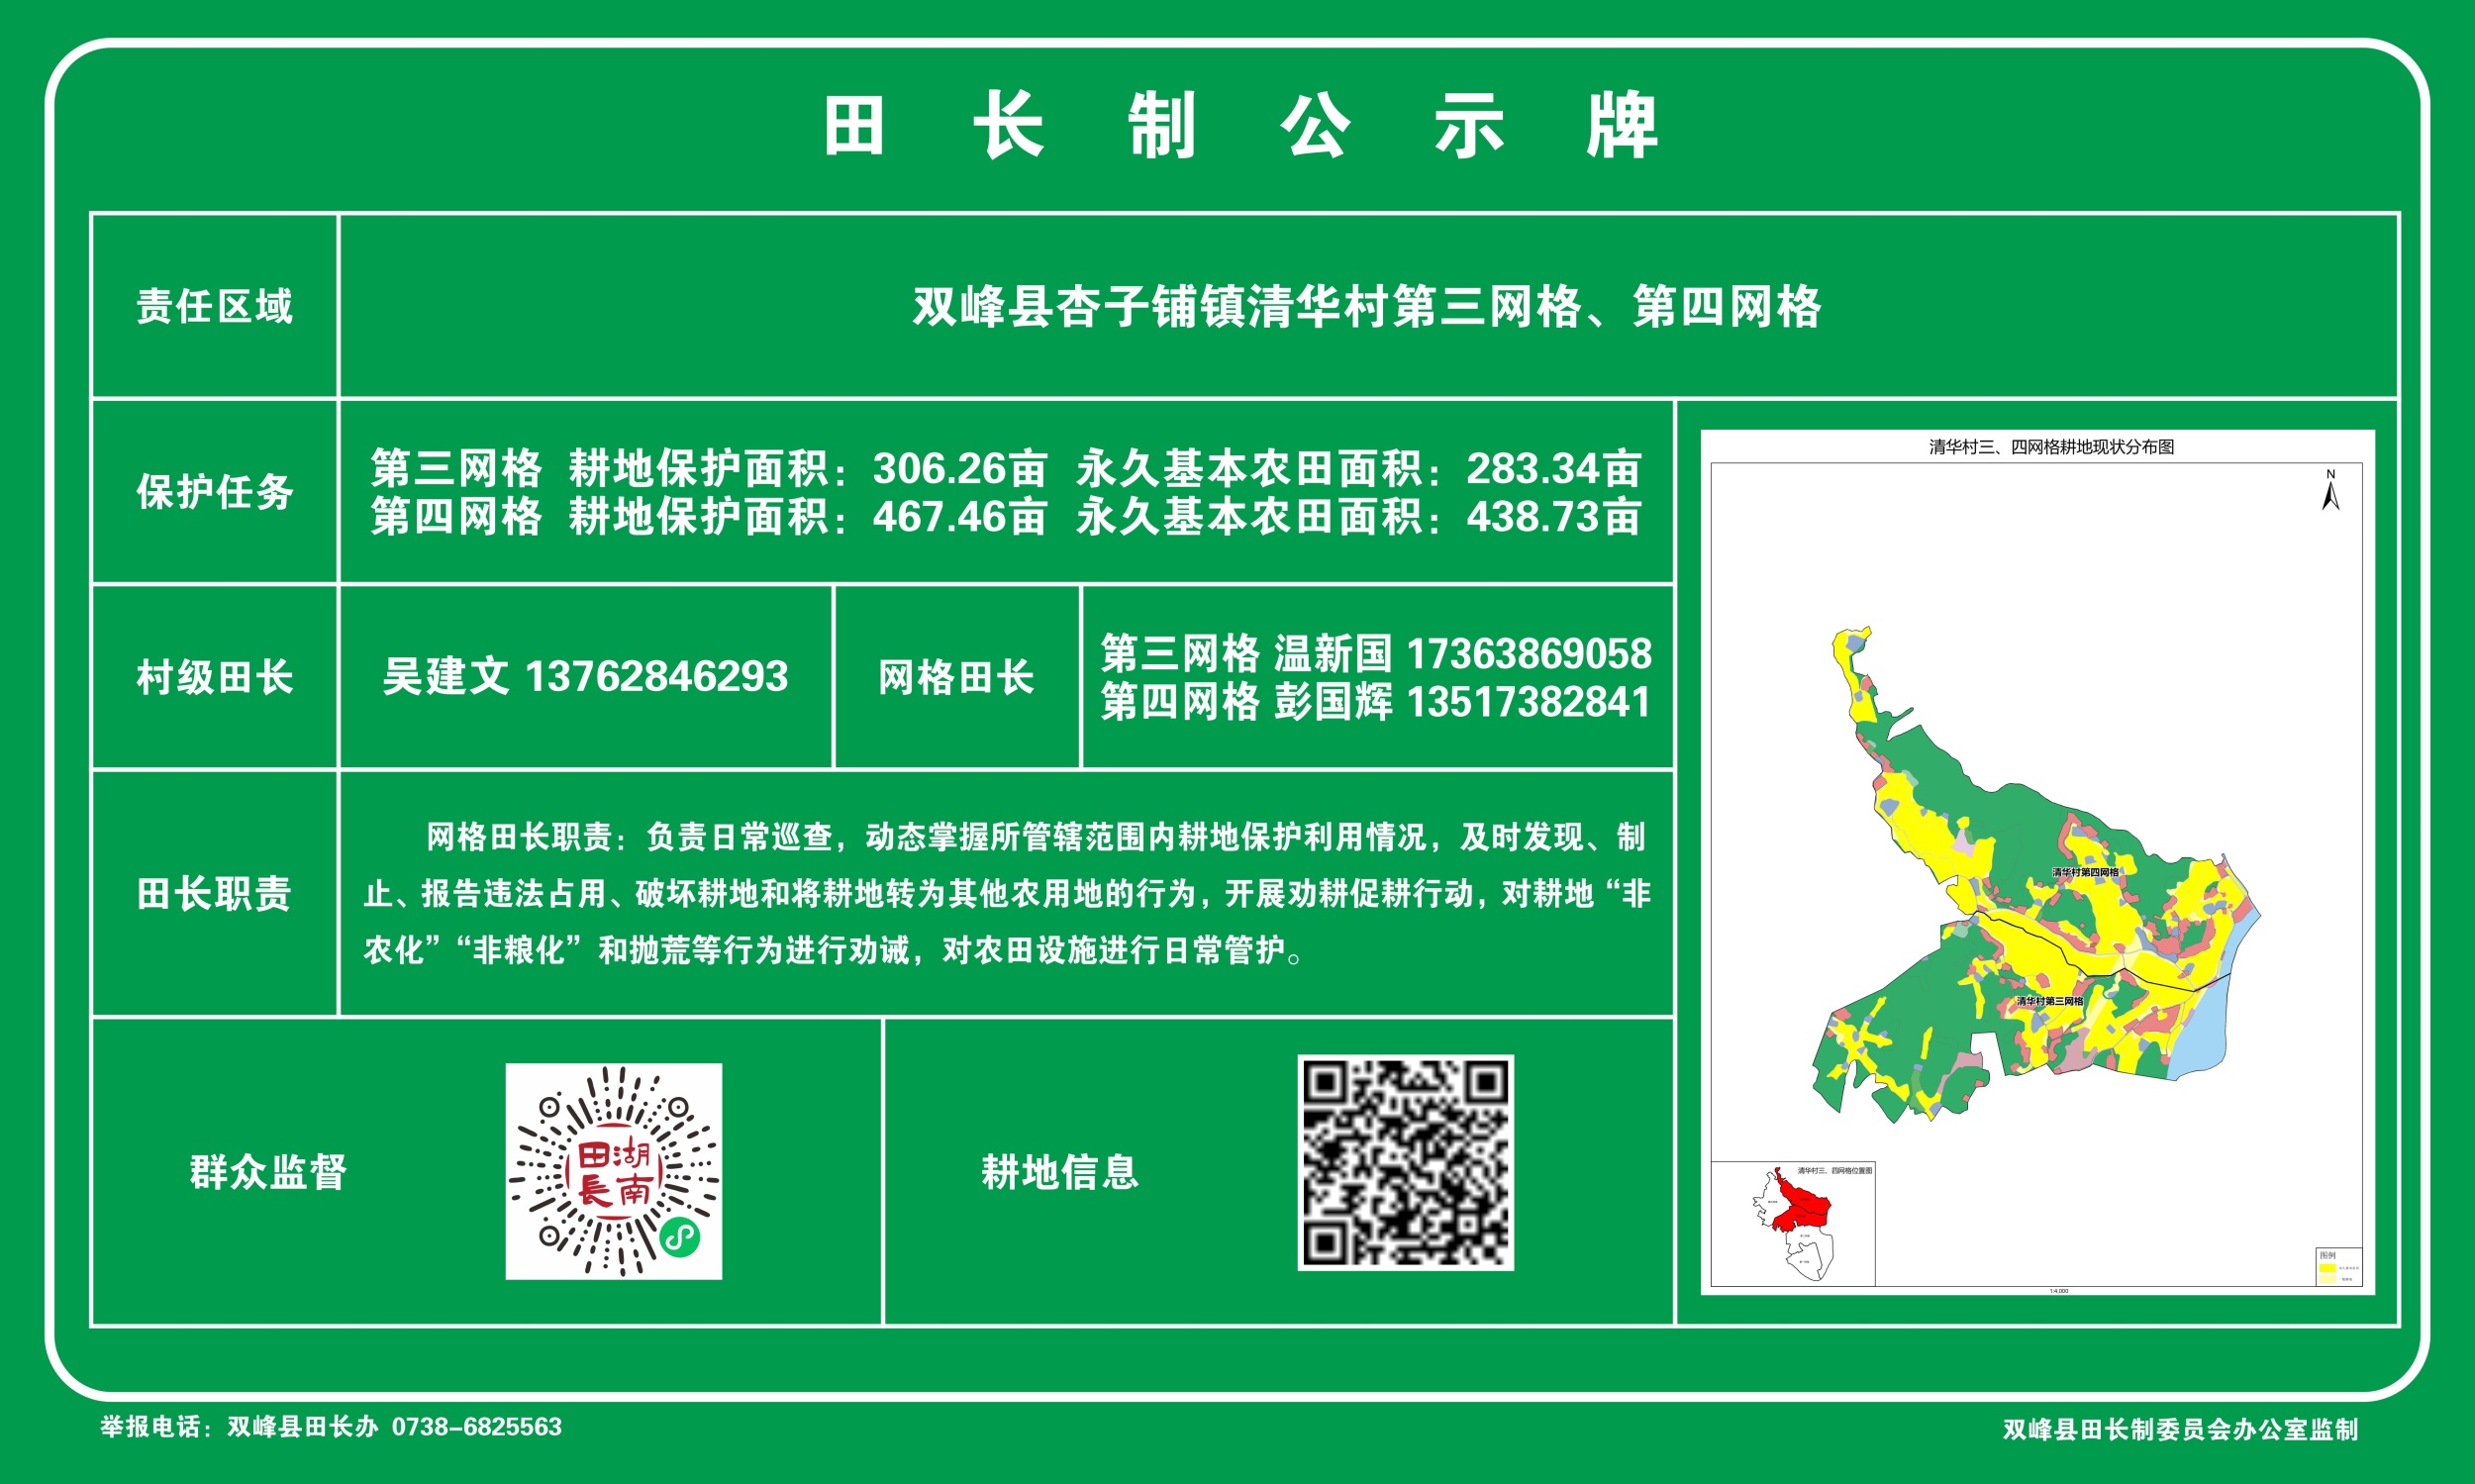 田长制公示牌
责任区域
双峰县杏子铺镇清华村第三网格、第四网格
保护任务
第三网格 耕地保护面积：306.26亩 永久基本农田面积：283.34亩
第四网格 耕地保护面积：467.46亩 永久基本农田面积：438.73亩
村级田长
吴建文 13762846293
网格田长
第三网格 温新国 17363869058
第四网格 彭国辉 13517382841
田长职责
网格田长职责：负责日常巡查，动态掌握所管辖范围内耕地保护利用情况，及时发现、制
止、报告违法占用、破坏耕地和将耕地转为其他农用地的行为，开展劝耕促耕行动，对耕地“非
农化”“非粮化”和抛荒等行为进行劝诫，对农田设施进行日常管护。
群众监督
田湖
長南
耕地信息
清华村三、四网格耕地现状分布图
N
清华村第四网格
清华村第三网格
清华村三、四网格位置图
图例
1:4,000
举报电话：双峰县田长办 0738-6825563
双峰县田长制委员会办公室监制